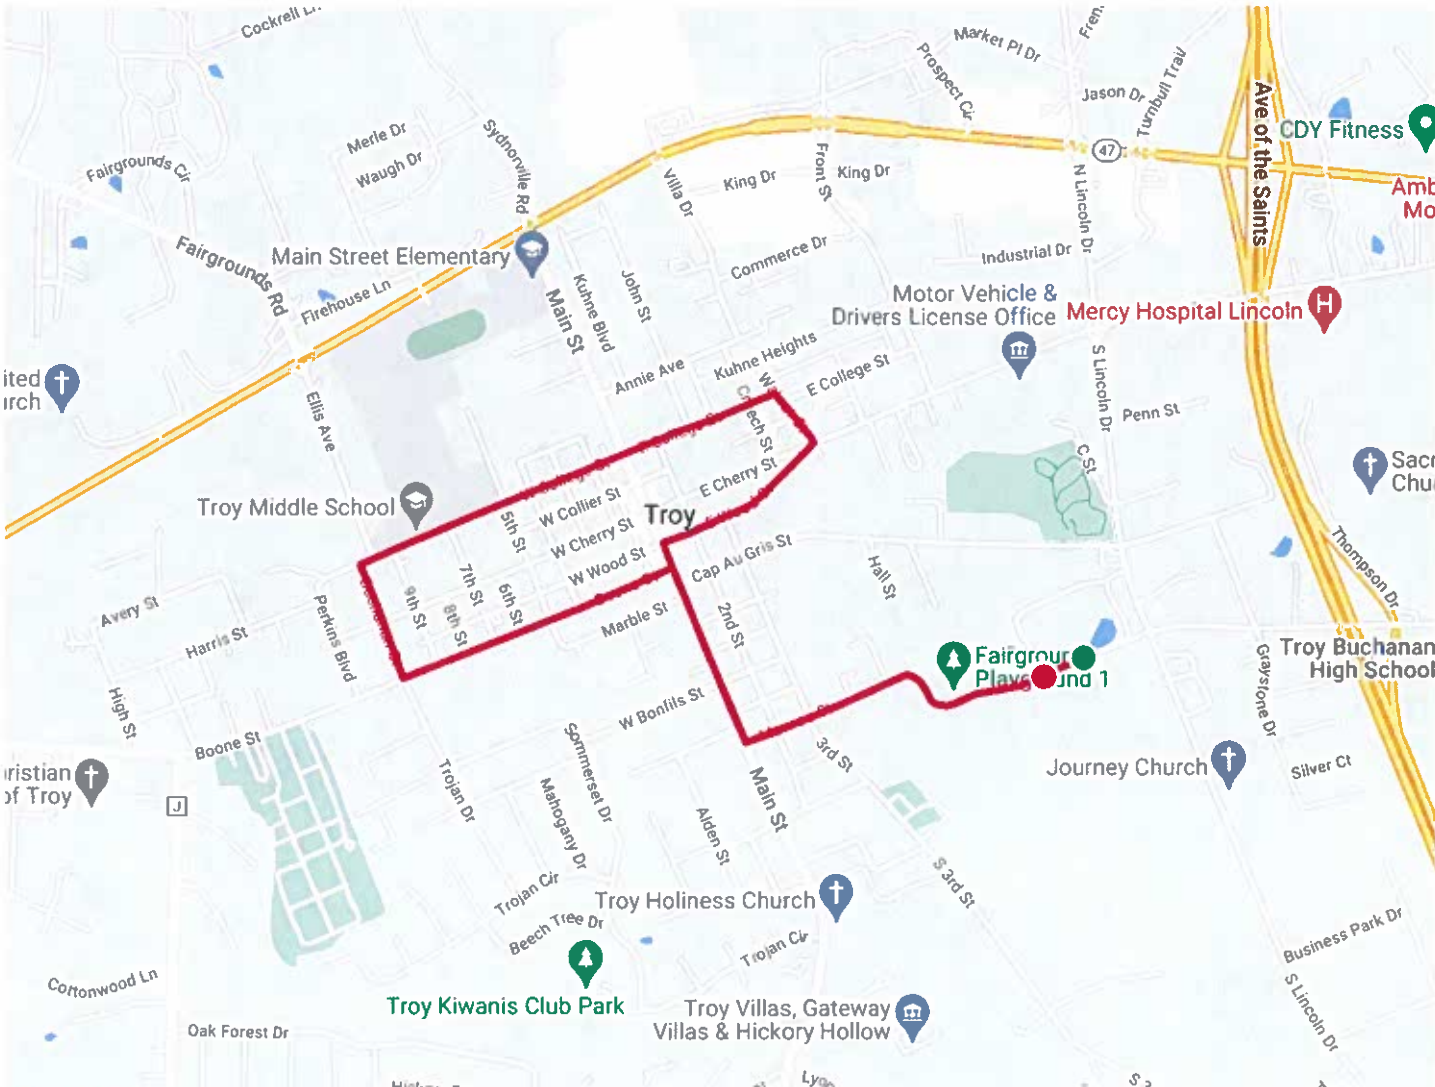 Cockrell Ln
Market Pl Dr
Prospect Cir
Jason Dr
Turnbull Trail
Ave of the Saints
CDY Fitness
47
Merle Dr
Waugh Dr
Sydnorville Rd
Fairgrounds Cir
Villa Dr
King Dr
Front St
King Dr
N Lincoln Dr
Amb
Mo
Fairgrounds Rd
Main Street Elementary
Commerce Dr
Industrial Dr
Firehouse Ln
John St
Kuhne Blvd
Main St
Motor Vehicle &
Drivers License Office
Mercy Hospital Lincoln
H
Kuhne Heights
Annie Ave
E College St
S Lincoln Dr
Penn St
ited
urch
Ellis Ave
C St
E Cherry St
W Collier St
Troy Middle School
5th St
Troy
W Cherry St
W Wood St
Cap Au Gris St
Hall St
Sacr
Chu
Thompson Dr
Avery St
Harris St
Perkins Blvd
9th St
8th St
7th St
6th St
Marble St
2nd St
Troy Buchanan
High School
Graystone Dr
High St
W Bonfils St
Boone St
3rd St
Sommerset Dr
Mahogany Dr
Trojan Dr
Main St
Alden St
Journey Church
Silver Ct
ristian
of Troy
J
Trojan Cir
Troy Holiness Church
S 3rd St
Beech Tree Dr
Trojan Cir
Business Park Dr
Cottonwood Ln
Troy Kiwanis Club Park
Troy Villas, Gateway
Villas & Hickory Hollow
S Lincoln Dr
Oak Forest Dr